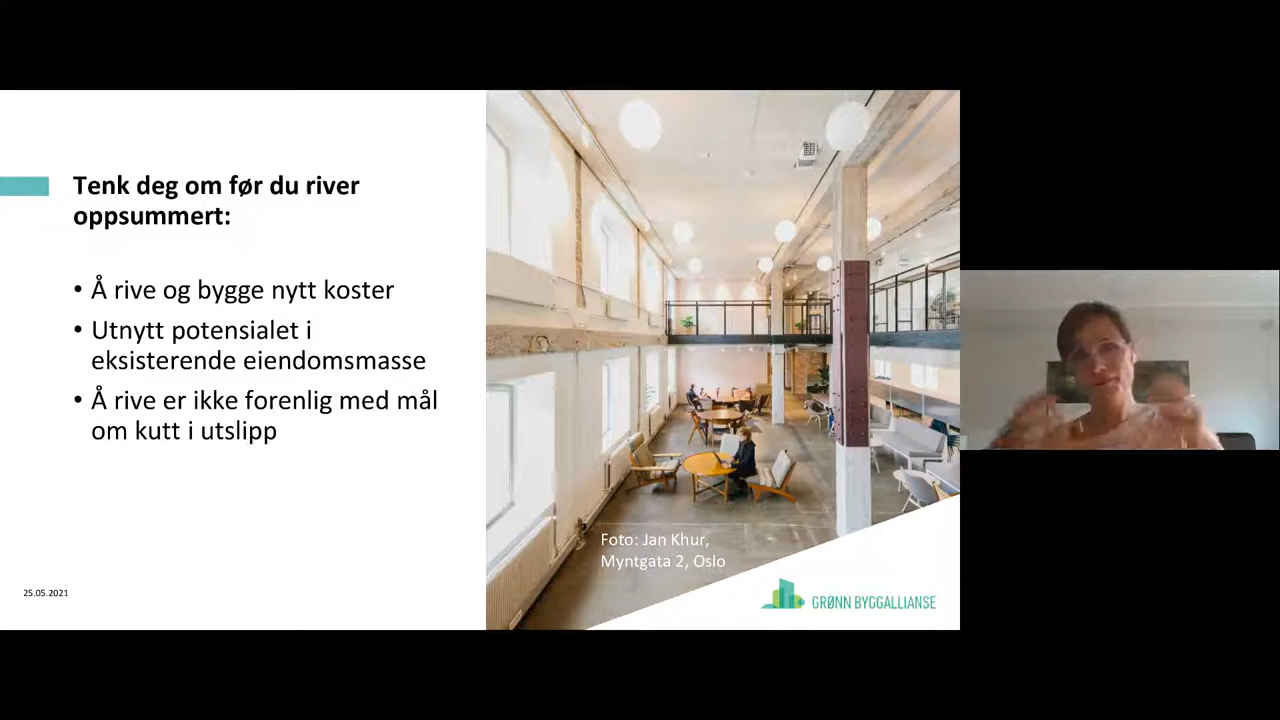 Tenk deg om før du river
oppsummert:
• Å rive og bygge nytt koster
• Utnytt potensialet i
eksisterende eiendomsmasse
• Å rive er ikke forenlig med mål
om kutt i utslipp
Foto: Jan Khur,
Myntgata 2, Oslo
25.05.2021
GRØNN BYGGALLIANSE